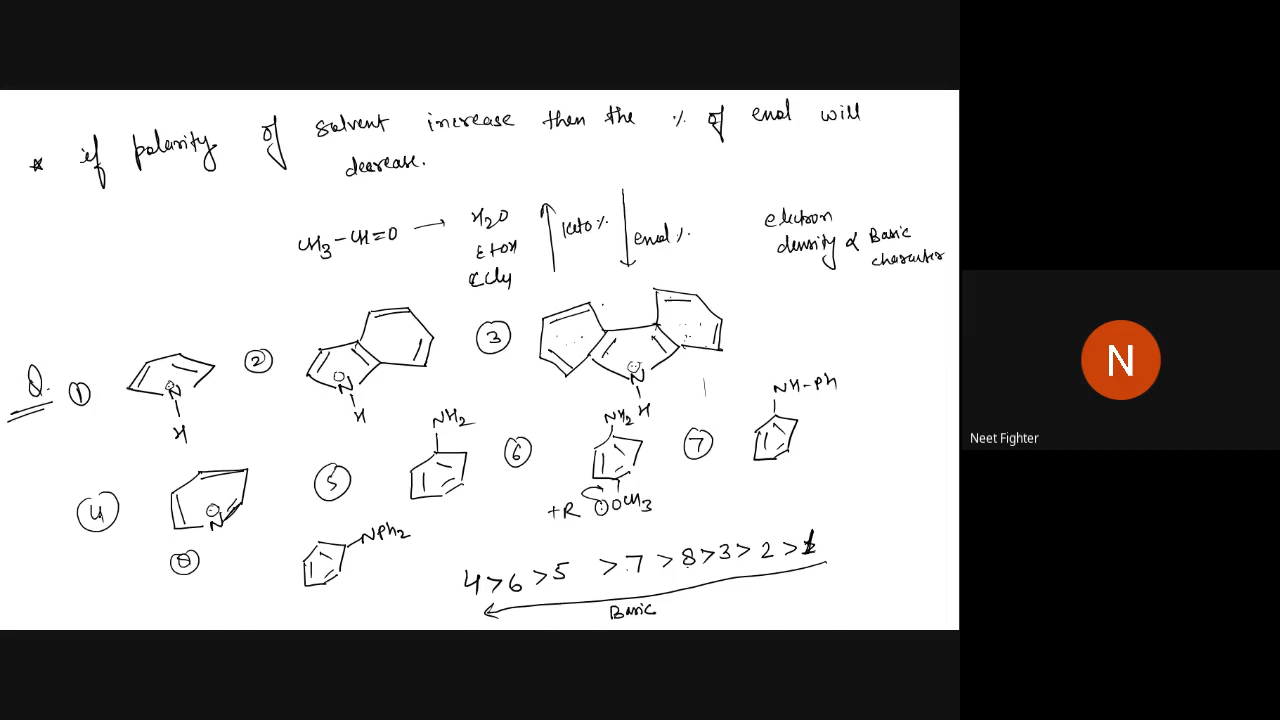 * if polarity of solvent increase then the % of enol will
decrease.
CH3-CH=O → H2O
EtOH
CCl4
Keto %
enol %
electron
density α Basic
character
Q.
① N
H
② N
H
③ N
H
④ N
⑤ NH2
⑥ NH2
+R OCH3
⑦ NH-Ph
⑧ NPh2
4>6>5 >7>8>3>2>1
Basic
N
Neet Fighter